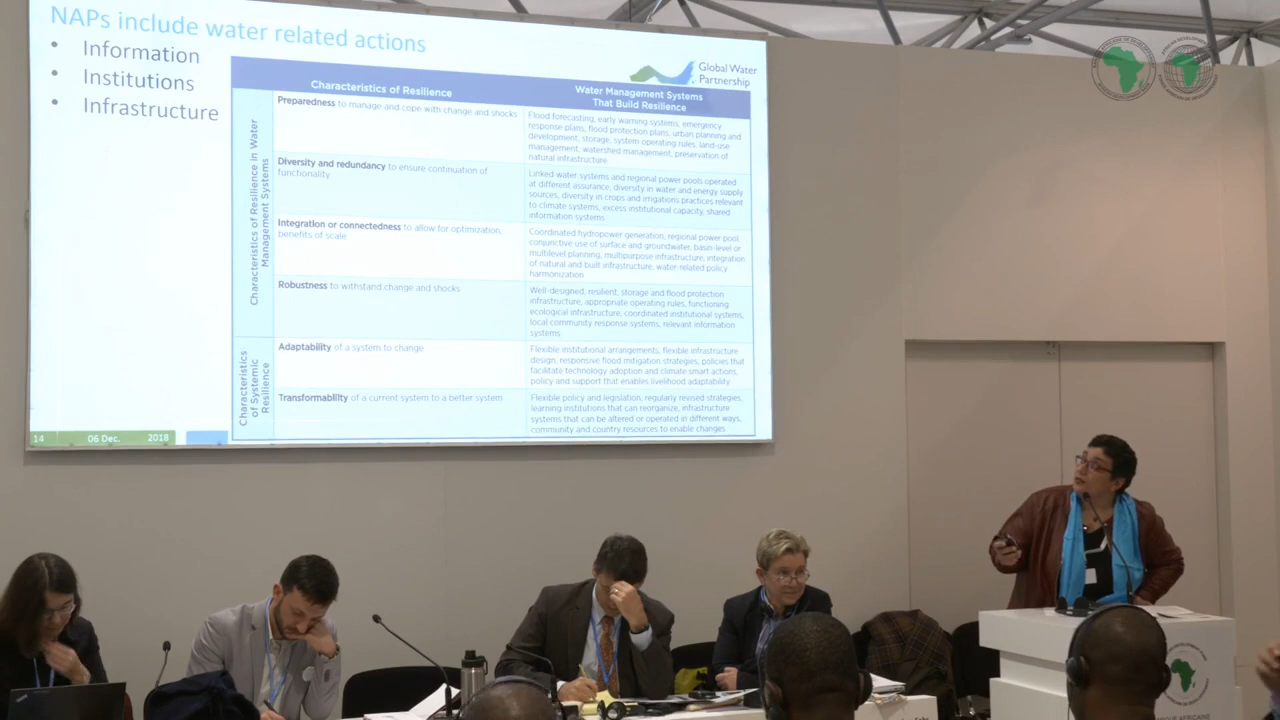 NAPs include water related actions
• Information
• Institutions
• Infrastructure
Global Water
Partnership
Characteristics of Resilience
Water Management Systems
That Build Resilience
Characteristics of Resilience in Water
Management Systems
Preparedness to manage and cope with change and shocks
Flood forecasting, early warning systems, emergency
response plans, flood protection plans, urban planning and
development, storage, system operating rules, land-use
management, watershed management, preservation of
natural infrastructure
Diversity and redundancy to ensure continuation of
functionality
Linked water systems and regional power pools operated
at different assurance, diversity in water and energy supply
sources, diversity in crops and irrigations practices relevant
to climate systems, excess institutional capacity, shared
information systems
Integration or connectedness to allow for optimization,
benefits of scale
Coordinated hydropower generation, regional power pool,
conjunctive use of surface and groundwater, basin-level or
multilevel planning, multipurpose infrastructure, integration
of natural and built infrastructure, water-related policy
harmonization
Robustness to withstand change and shocks
Well-designed, resilient, storage and flood protection
infrastructure, appropriate operating rules, functioning
ecological infrastructure, coordinated institutional systems,
local community response systems, relevant information
systems
Characteristics
of Systemic
Resilience
Adaptability of a system to change
Flexible institutional arrangements, flexible infrastructure
design, responsive flood mitigation strategies, policies that
facilitate technology adoption and climate smart actions,
policy and support that enables livelihood adaptability
Transformability of a current system to a better system
Flexible policy and legislation, regularly revised strategies,
learning institutions that can reorganize, infrastructure
systems that can be altered or operated in different ways,
community and country resources to enable changes
14 06 Dec. 2018